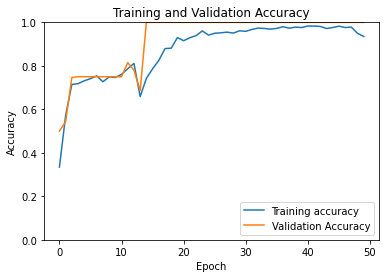 Training and Validation Accuracy
1.0
0.8
0.6
0.4
0.2
0.0
Accuracy
Training accuracy
Validation Accuracy
0 10 20 30 40 50
Epoch